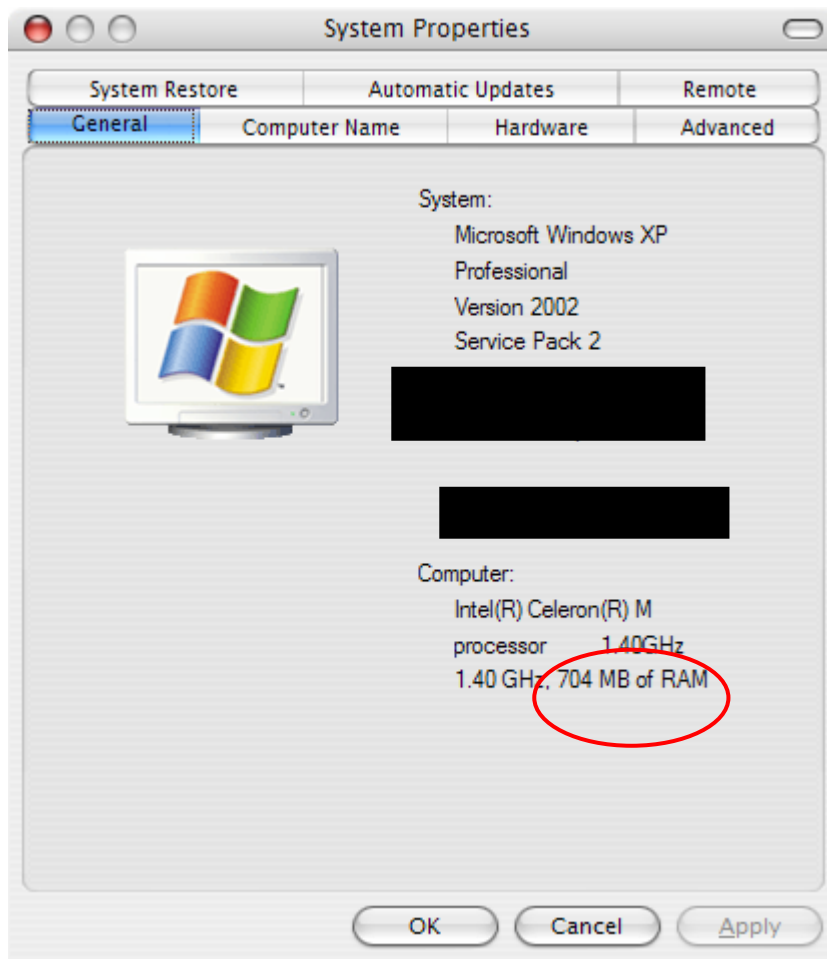 System Properties
System Restore Automatic Updates Remote
General Computer Name Hardware Advanced
System:
Microsoft Windows XP
Professional
Version 2002
Service Pack 2
Computer:
Intel(R) Celeron(R) M
processor 1.40GHz
1.40 GHz, 704 MB of RAM
OK Cancel Apply